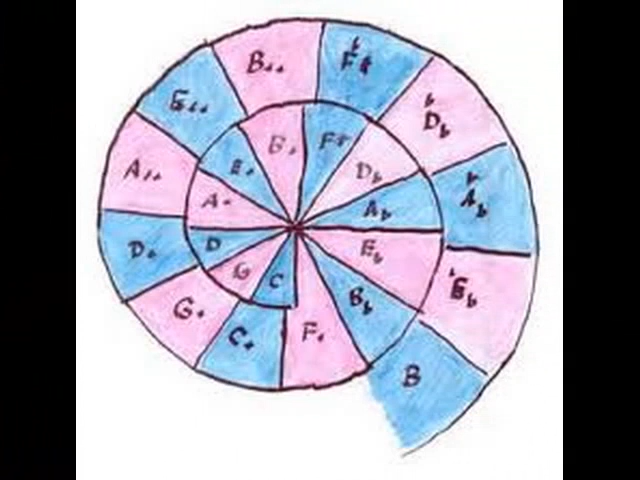 B++
F#
Db
E++
A++
B+
F#
Db
E+
Ab
Ab
A+
D+
D
Eb
G
C
Bb
Eb
G+
C+
F+
B